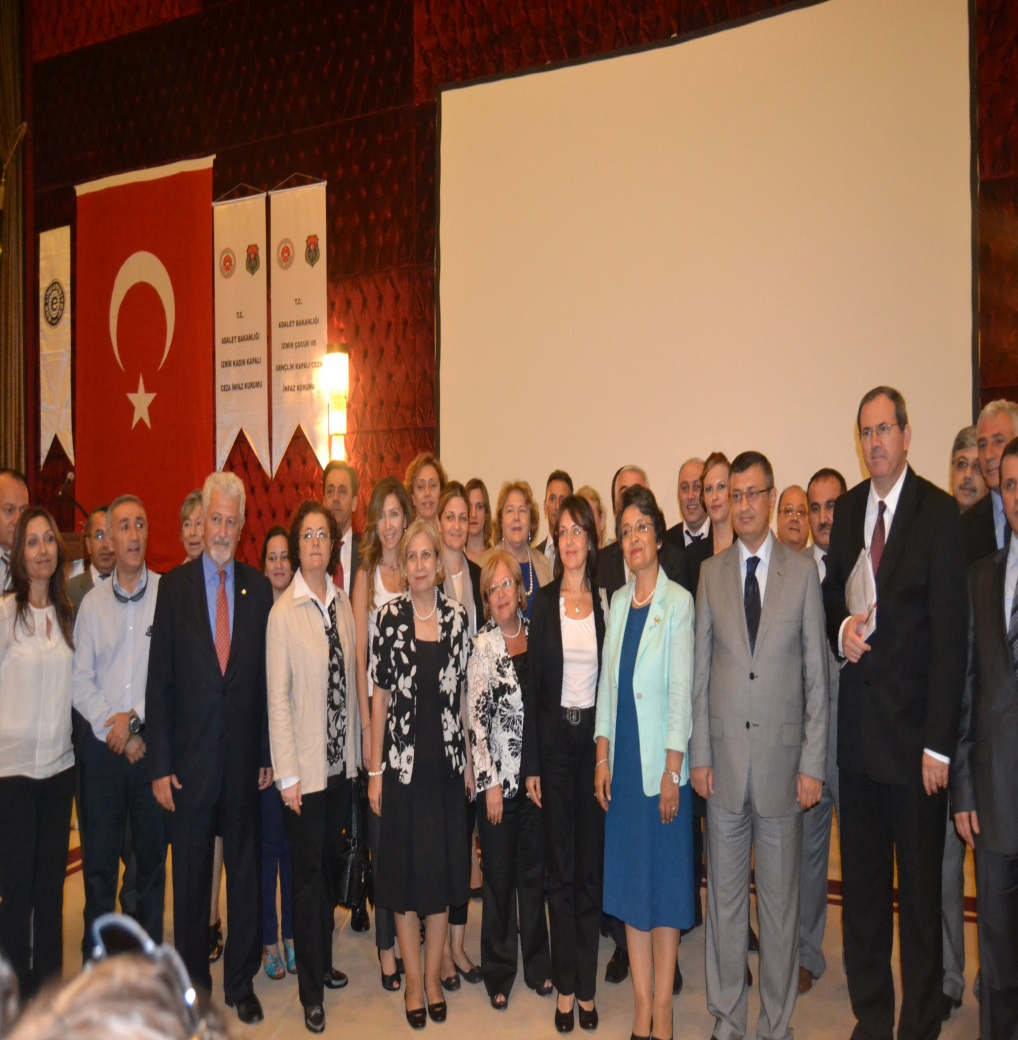 T.C.
ADALET BAKANLIĞI
İZMİR KADIN KAPALI
CEZA İNFAZ KURUMU
T.C.
ADALET BAKANLIĞI
İZMİR ÇOCUK VE
GENÇLİK KAPALI CEZA
İNFAZ KURUMU